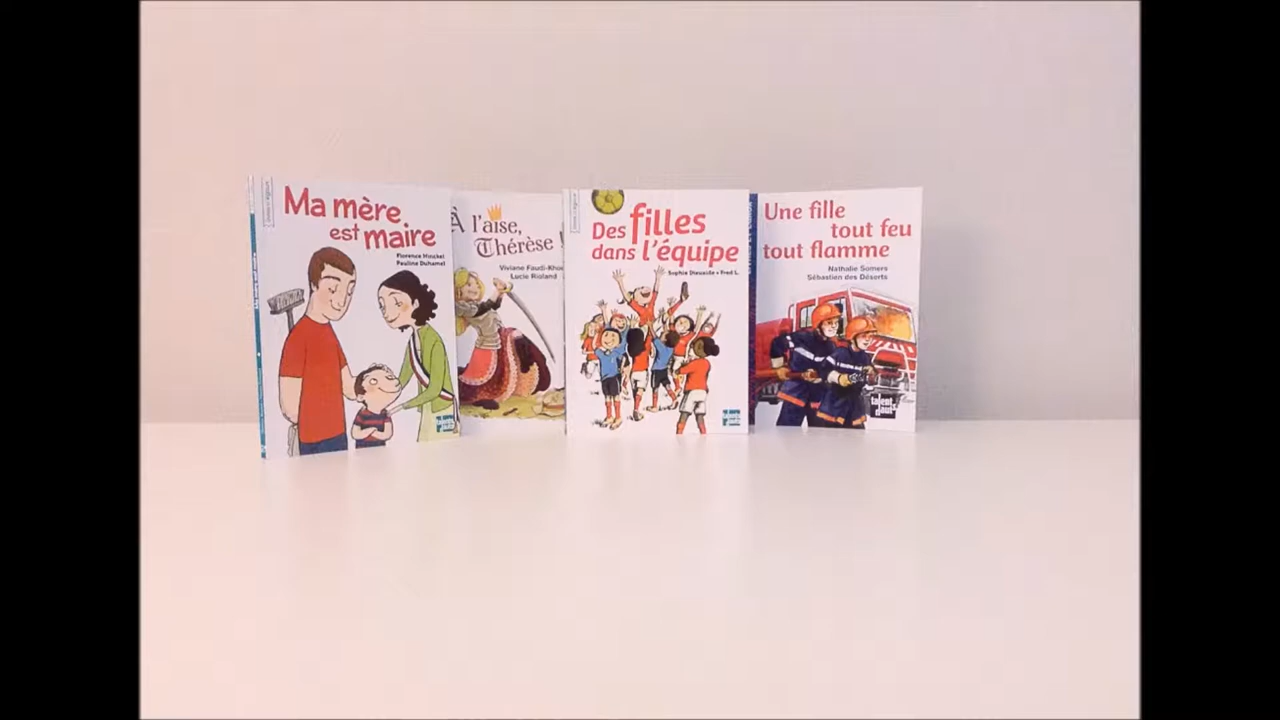 Ma mère
est maire
Florence Hinckel
Pauline Duhamel
À l'aise,
Thérèse !
Viviane Faudi-Khou
Lucie Rioland
Des filles
dans l'équipe
Sophie Dieuaide • Fred L.
Une fille
tout feu
tout flamme
Nathalie Somers
Sébastien des Déserts
talents
hauts